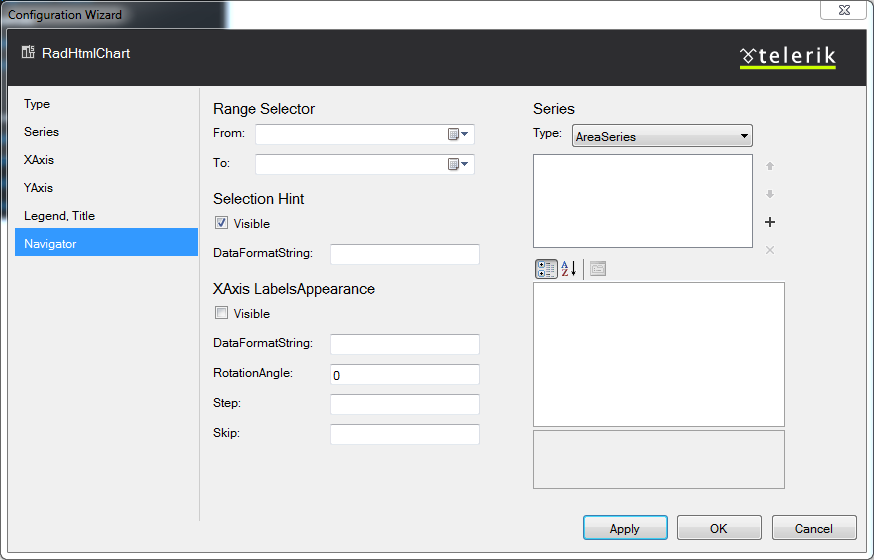 Configuration Wizard
RadHtmlChart
telerik
Type
Series
XAxis
YAxis
Legend, Title
Navigator
Range Selector
From:
To:
Selection Hint
Visible
DataFormatString:
XAxis LabelsAppearance
Visible
DataFormatString:
RotationAngle: 0
Step:
Skip:
Series
Type: AreaSeries
A
Z
Apply OK Cancel